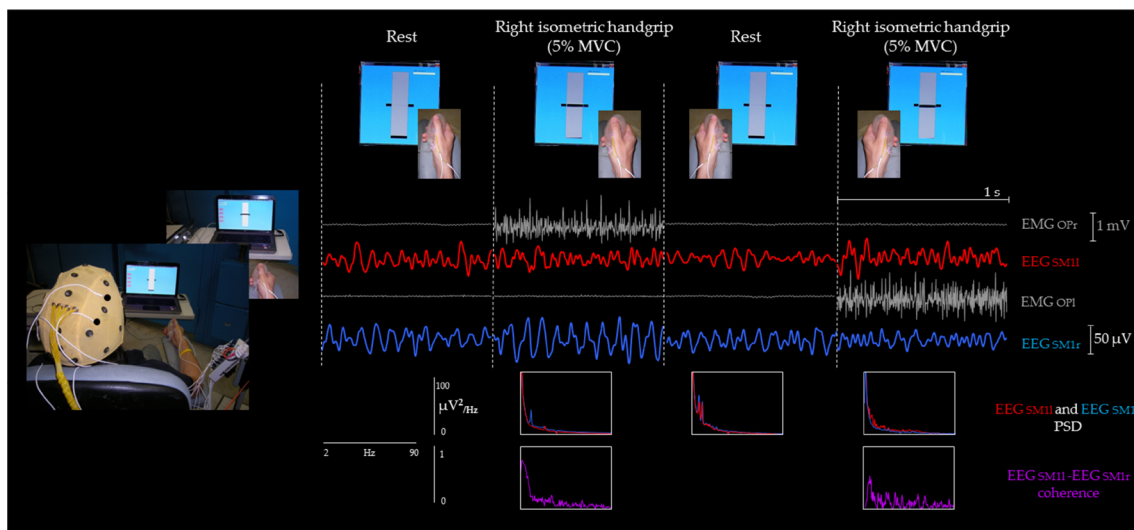 Rest
Right isometric handgrip
(5% MVC)
Rest
Right isometric handgrip
(5% MVC)
1 s
EMG OPr
1 mV
EEG SM1l
EMG OPl
EEG SM1r
50 µV
100
µV²/Hz
0
EEG SM1l and EEG SM1
PSD
2 Hz 90
1
0
EEG SM1l -EEG SM1r
coherence